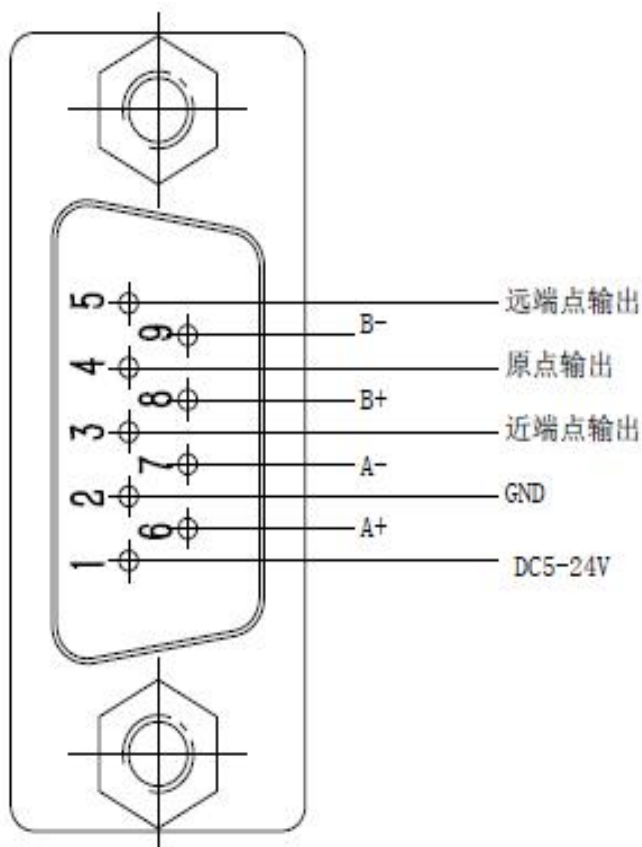 5 远端点输出
9 B-
4 原点输出
8 B+
3 近端点输出
7 A-
2 GND
6 A+
1 DC5-24V